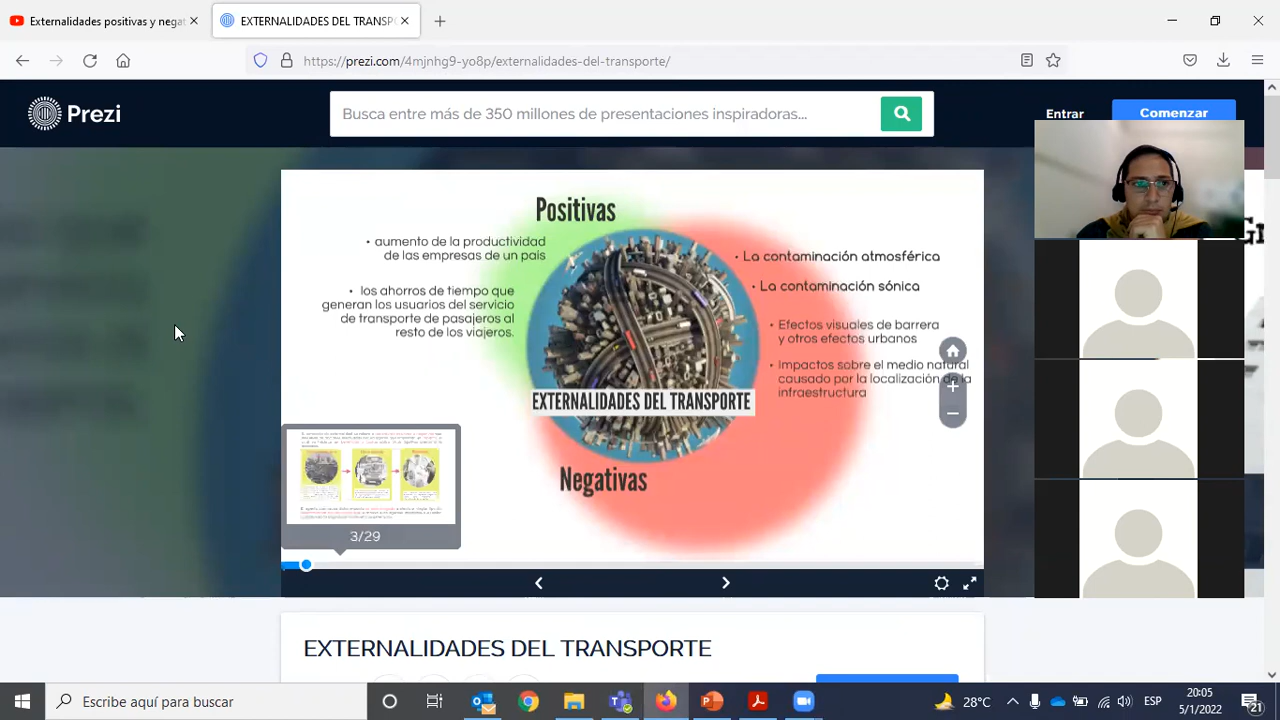 Externalidades positivas y negat
EXTERNALIDADES DEL TRANSP
https://prezi.com/4mjnhg9-yo8p/externalidades-del-transporte/
Prezi
Busca entre más de 350 millones de presentaciones inspiradoras...
Entrar
Comenzar
Positivas
• aumento de la productividad
de las empresas de un pais
• los ahorros de tiempo que
generan los usuarios del servicio
de transporte de pasajeros al
resto de los viajeros.
• La contaminación atmosférica
• La contaminación sónica
• Efectos visuales de barrera
y otros efectos urbanos
• Impactos sobre el medio natural
causado por la localización de la
infraestructura
EXTERNALIDADES DEL TRANSPORTE
Negativas
3/29
EXTERNALIDADES DEL TRANSPORTE
Escribe aquí para buscar
28°C
ESP
20:05
5/1/2022
21